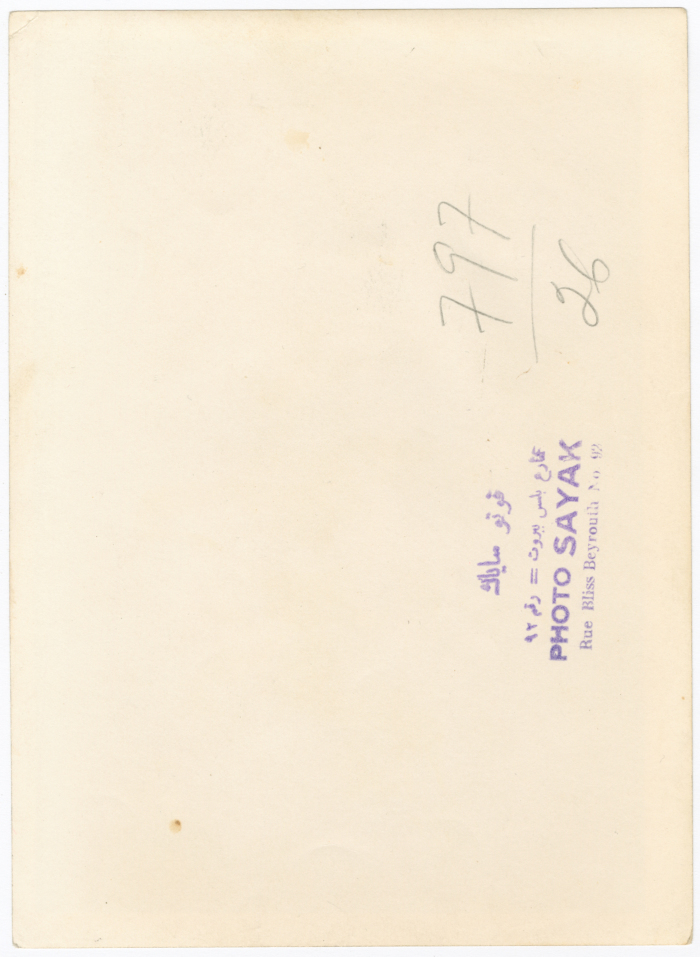 797
26
فوتو ساياك
شارع بلس بيروت = رقم ٩٢
PHOTO SAYAK
Rue Bliss Beyrouth No 92